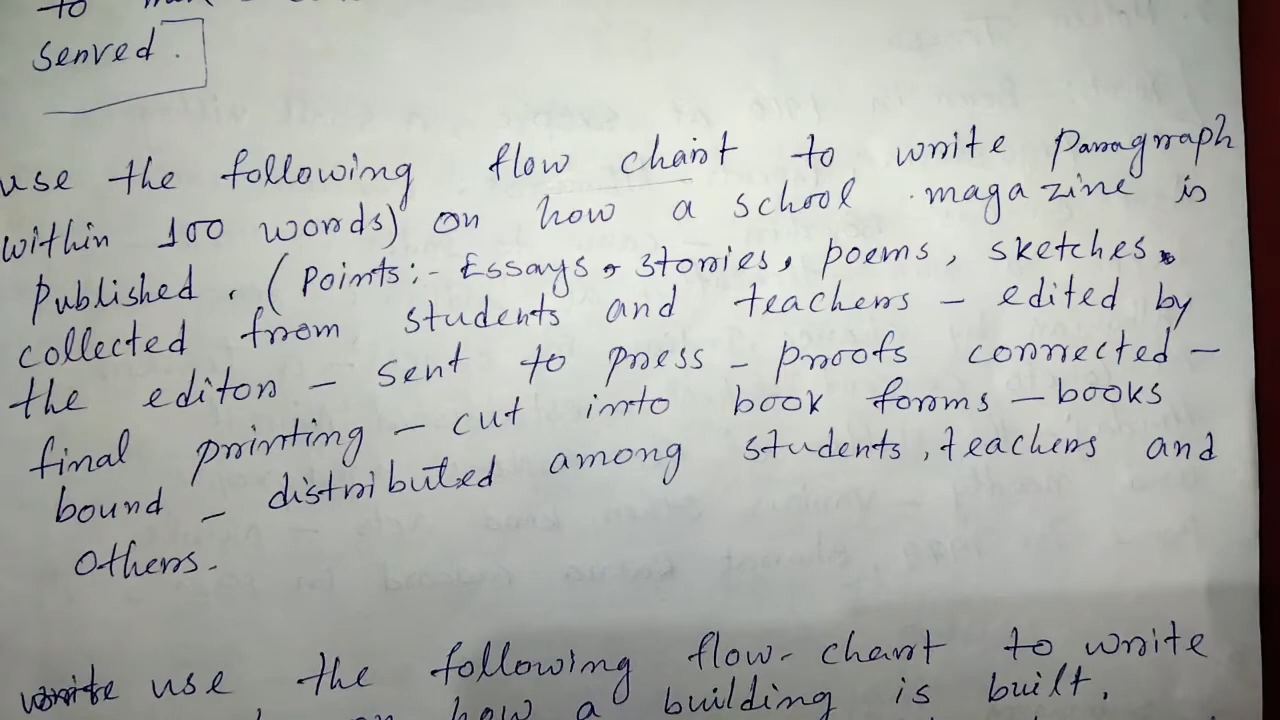 to
served.
use the following flow chart to write paragraph
within 100 words) on how a school magazine is
published. (Points:- Essays, stories, poems, sketches
collected from students and teachers - edited by
the editor - sent to press - proofs corrected -
final printing - cut into book forms - books
bound - distributed among students, teachers and
others.
write use the following flow-chart to write
on how a building is built.